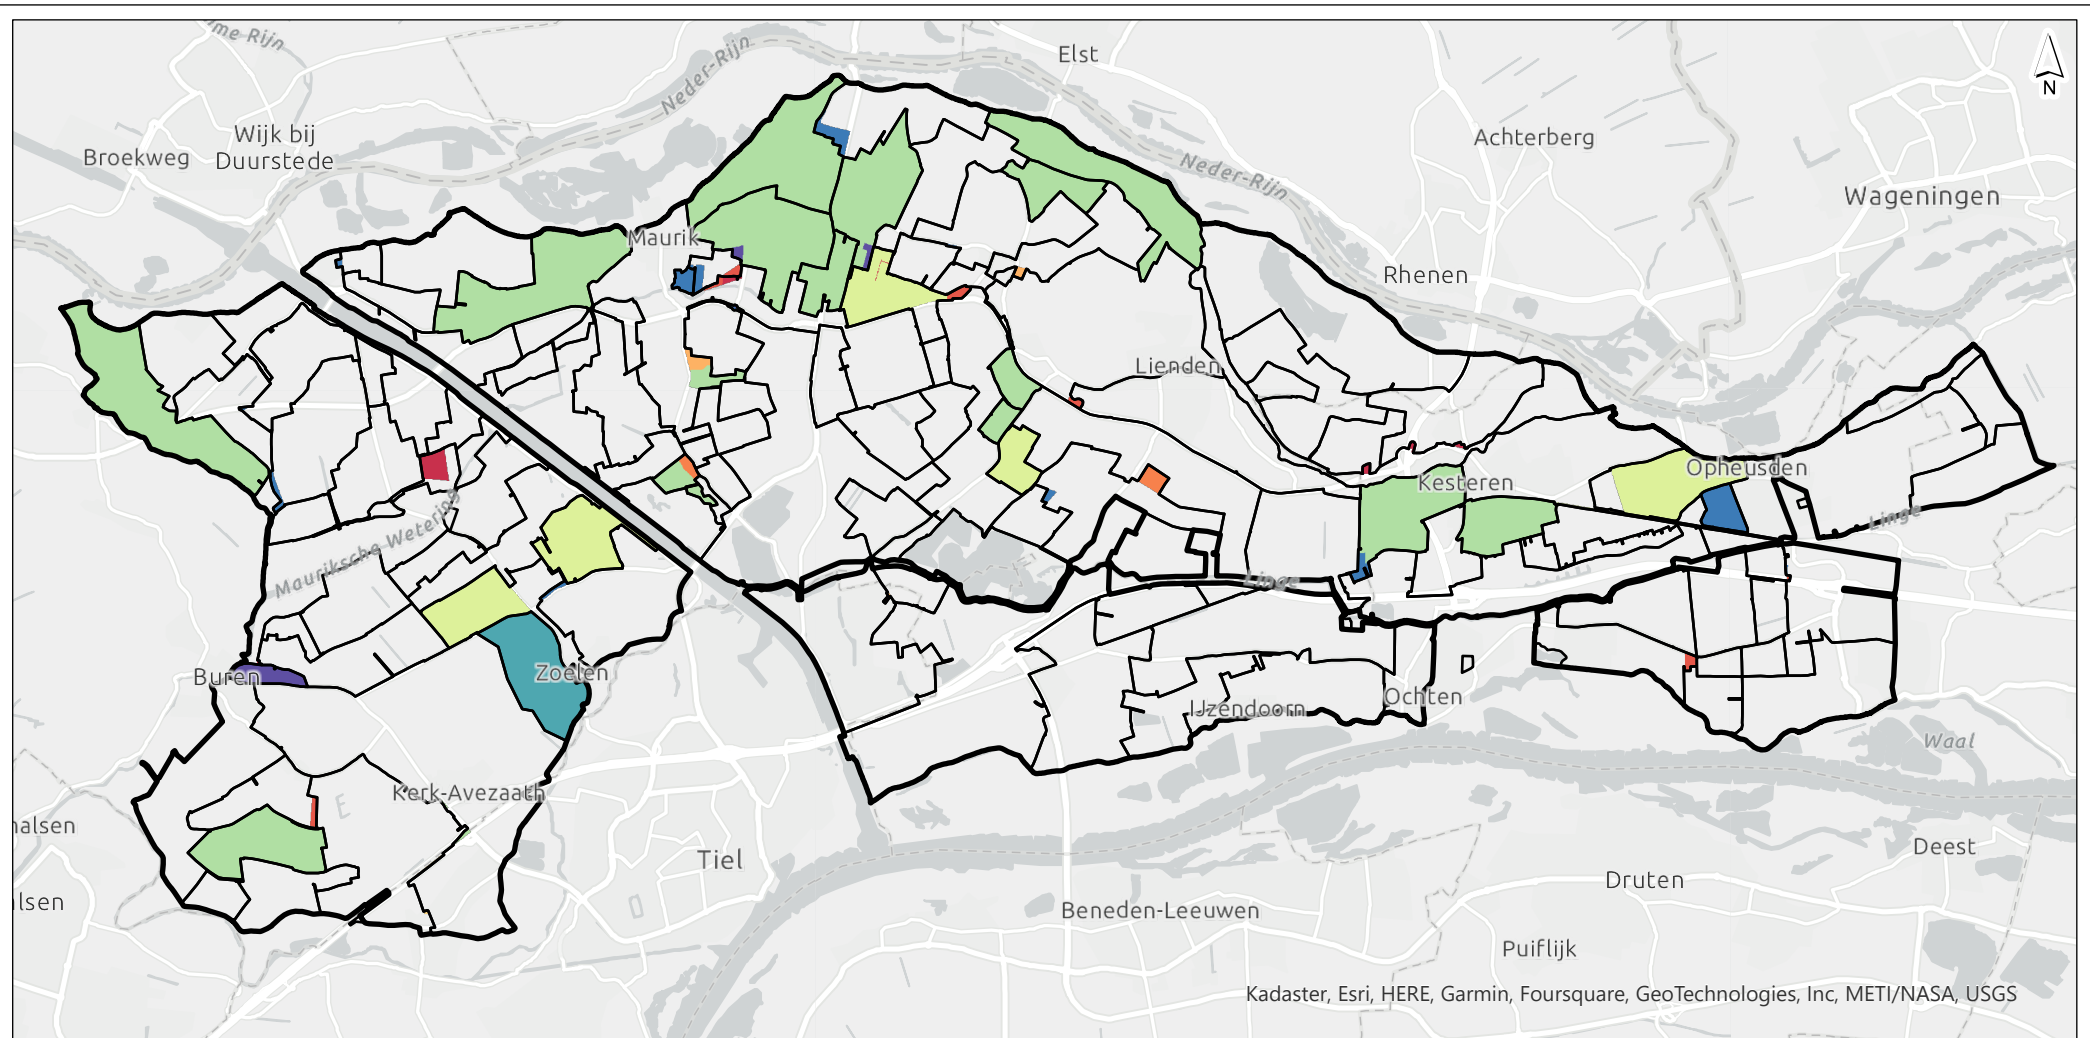 me Rijn
Neder-Rijn
Elst
N
Wijk bij
Duurstede
Broekweg
Achterberg
Neder-Rijn
Wageningen
Maurik
Rhenen
Lienden
Opheusden
Kesteren
Linge
Mauriksche Wetering
Linge
Buren
Zoelen
IJzendoorn
Ochten
Waal
Kerk-Avezaath
alsen
Tiel
Deest
Druten
lsen
Beneden-Leeuwen
Puiflijk
Kadaster, Esri, HERE, Garmin, Foursquare, GeoTechnologies, Inc, METI/NASA, USGS